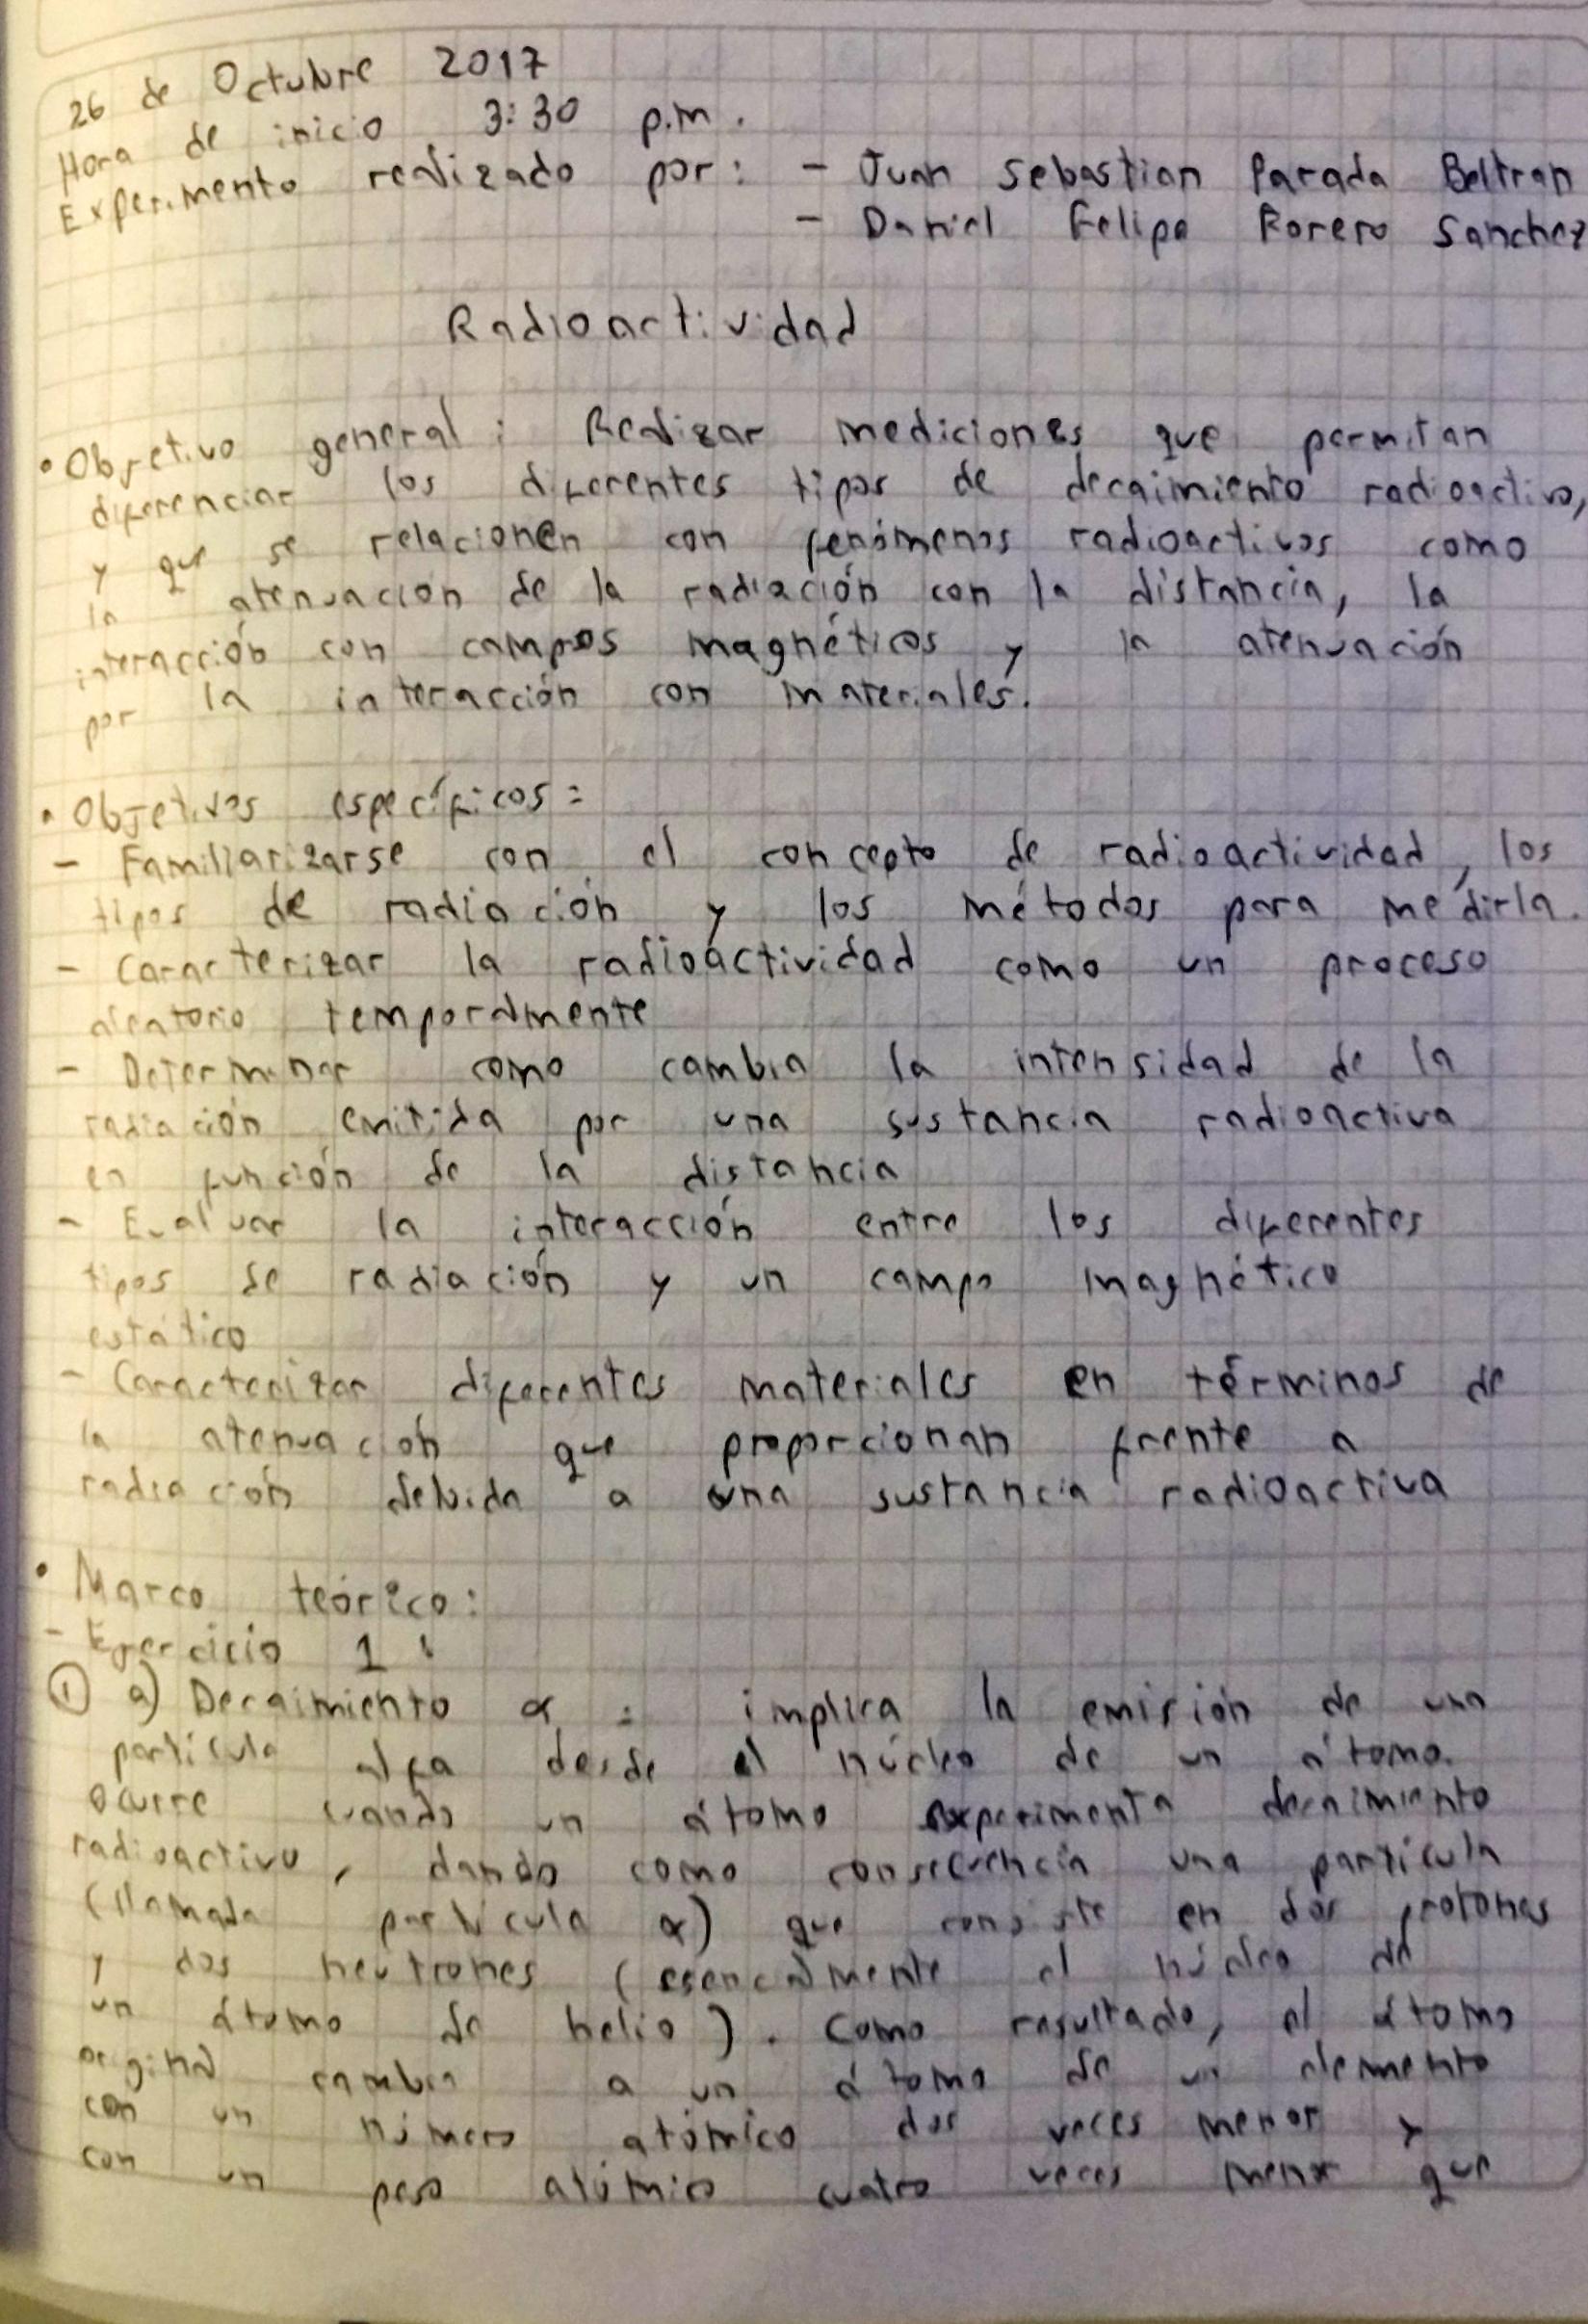 26 de Octubre 2017
Hora de inicio 3:30 p.m.
Experimento realizado por: - Juan Sebastian Parada Beltran
- Daniel Felipe Forero Sanchez
Radioactividad
• Objetivo general: Realizar mediciones que permitan
diferenciar los diferentes tipos de decaimiento radioactivo,
y que se relacionen con fenómenos radioactivos como
la atenuacion de la radiación con la distancia, la
interacción con campos magnéticos y la atenuación
por la interacción con materiales.
• Objetivos específicos:
- Familiarizarse con el concepto de radioactividad, los
tipos de radiación y los métodos para medirla.
- Caracterizar la radioactividad como un proceso
aleatorio temporalmente
- Determinar como cambia la intensidad de la
radiación emitida por una sustancia radioactiva
en función de la distancia
- Evaluar la interacción entre los diferentes
tipos de radiación y un campo magnético
estático
- Caracterizar diferentes materiales en términos de
la atenuación que proporcionan frente a
radiación debida a una sustancia radioactiva
• Marco teórico:
- Ejercicio 1:
① a) Decaimiento α : implica la emisión de una
partícula alfa desde el núcleo de un átomo.
Ocurre cuando un átomo experimenta decaimiento
radioactivo, dando como consecuencia una partícula
(llamada partícula α) que consiste en dos protones
y dos neutrones (esencialmente el núcleo de
un átomo de helio). Como resultado, el átomo
original cambia a un átomo de un elemento
con un número atómico dos veces menor y
con un peso atómico cuatro veces menor que